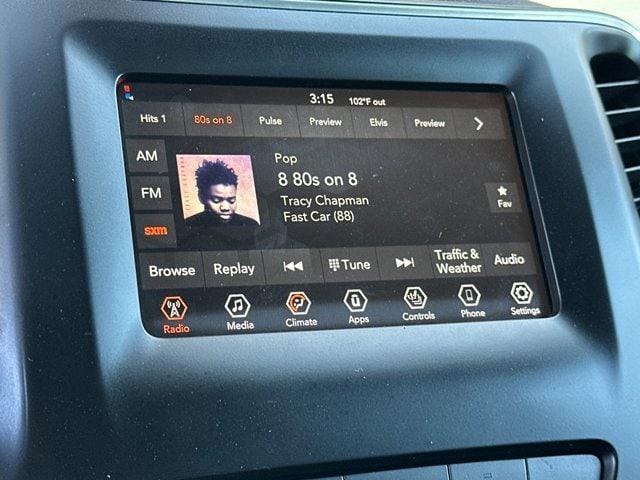 3:15 102°F out
Hits 1 80s on 8 Pulse Preview Elvis Preview
AM
FM
sxm
TRACY CHAPMAN
Pop
8 80s on 8
Tracy Chapman
Fast Car (88)
Fav
Browse Replay Tune Traffic & Weather Audio
Radio Media Climate Apps Controls Phone Settings